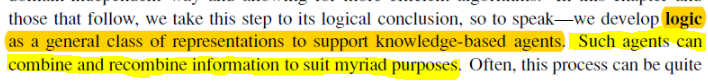 those that follow, we take this step to its logical conclusion, so to speak—we develop logic
as a general class of representations to support knowledge-based agents. Such agents can
combine and recombine information to suit myriad purposes. Often, this process can be quite